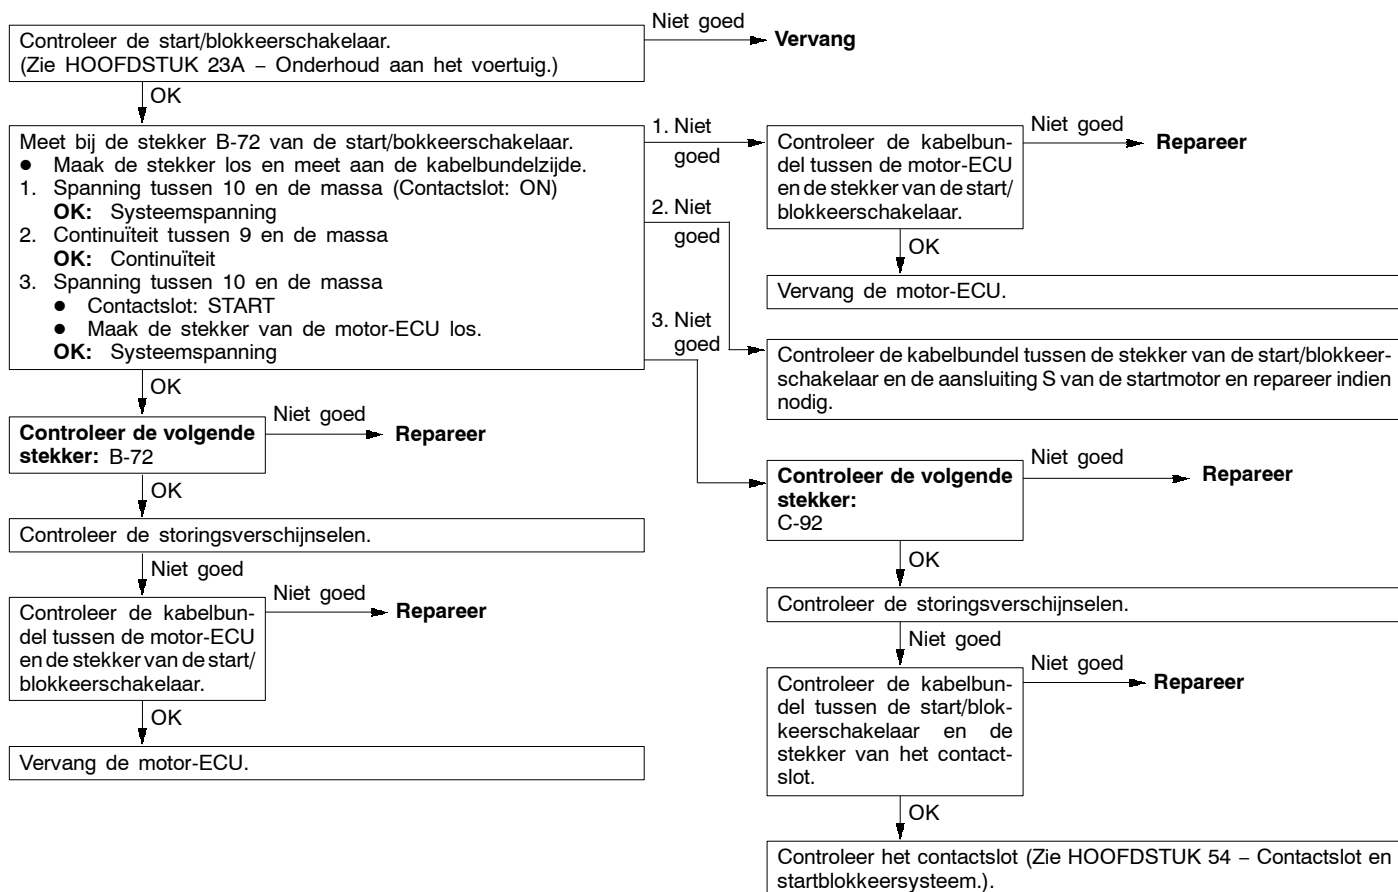 Controleer de start/blokkeerschakelaar.
(Zie HOOFDSTUK 23A – Onderhoud aan het voertuig.)
Niet goed
Vervang
OK
Meet bij de stekker B-72 van de start/bokkeerschakelaar.
● Maak de stekker los en meet aan de kabelbundelzijde.
1. Spanning tussen 10 en de massa (Contactslot: ON)
OK: Systeemspanning
2. Continuïteit tussen 9 en de massa
OK: Continuïteit
3. Spanning tussen 10 en de massa
● Contactslot: START
● Maak de stekker van de motor-ECU los.
OK: Systeemspanning
1. Niet
goed
Controleer de kabelbun-
del tussen de motor-ECU
en de stekker van de start/
blokkeerschakelaar.
Niet goed
Repareer
OK
Vervang de motor-ECU.
2. Niet
goed
Controleer de kabelbundel tussen de stekker van de start/blokkeer-
schakelaar en de aansluiting S van de startmotor en repareer indien
nodig.
3. Niet
goed
Controleer de volgende
stekker:
C-92
Niet goed
Repareer
OK
Controleer de storingsverschijnselen.
Niet goed
Controleer de kabelbun-
del tussen de start/blok-
keerschakelaar en de
stekker van het contact-
slot.
Niet goed
Repareer
OK
Controleer het contactslot (Zie HOOFDSTUK 54 – Contactslot en
startblokkeersysteem.).
OK
Controleer de volgende
stekker: B-72
Niet goed
Repareer
OK
Controleer de storingsverschijnselen.
Niet goed
Controleer de kabelbun-
del tussen de motor-ECU
en de stekker van de start/
blokkeerschakelaar.
Niet goed
Repareer
OK
Vervang de motor-ECU.